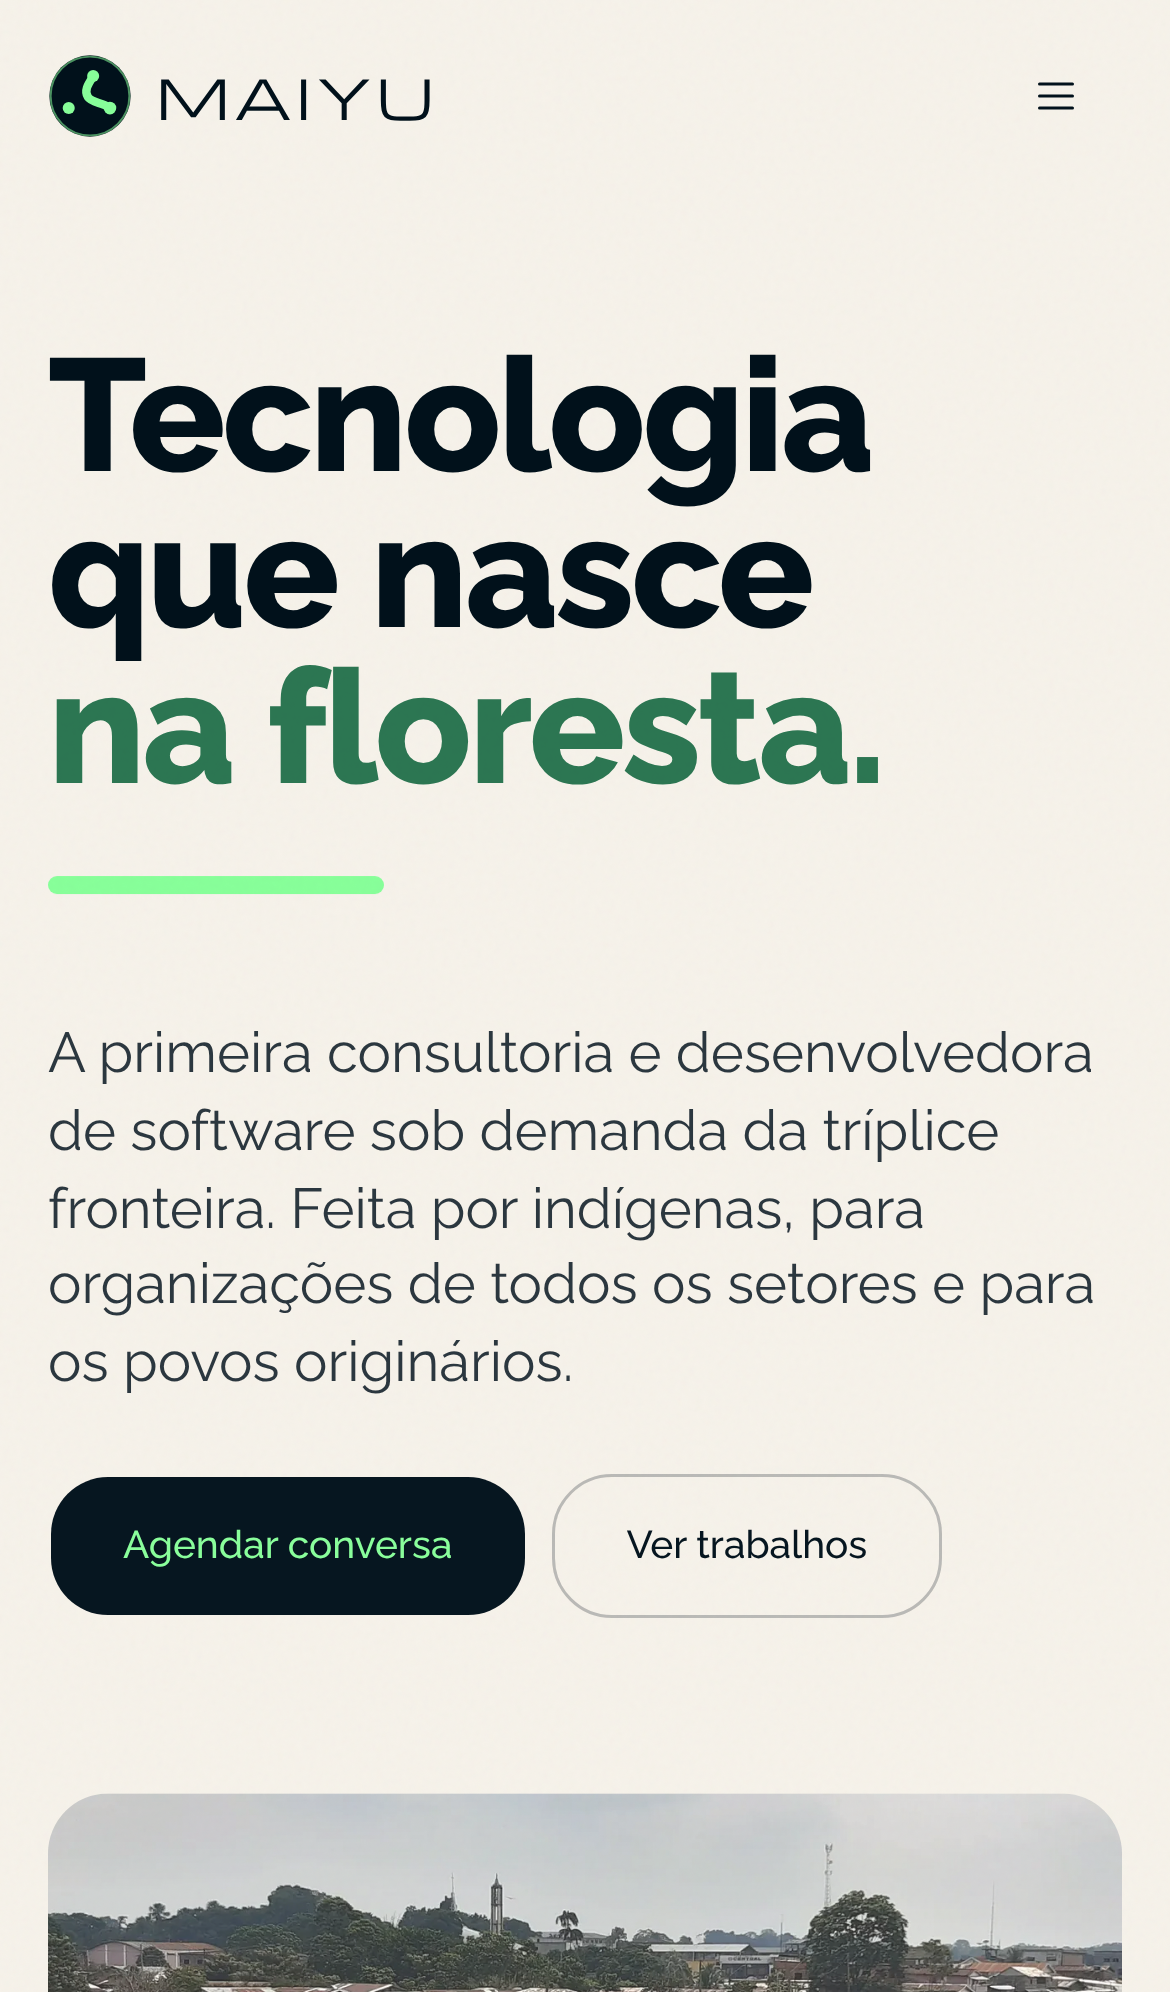 MAIYU
Tecnologia
que nasce
na floresta.
A primeira consultoria e desenvolvedora
de software sob demanda da tríplice
fronteira. Feita por indígenas, para
organizações de todos os setores e para
os povos originários.
Agendar conversa
Ver trabalhos